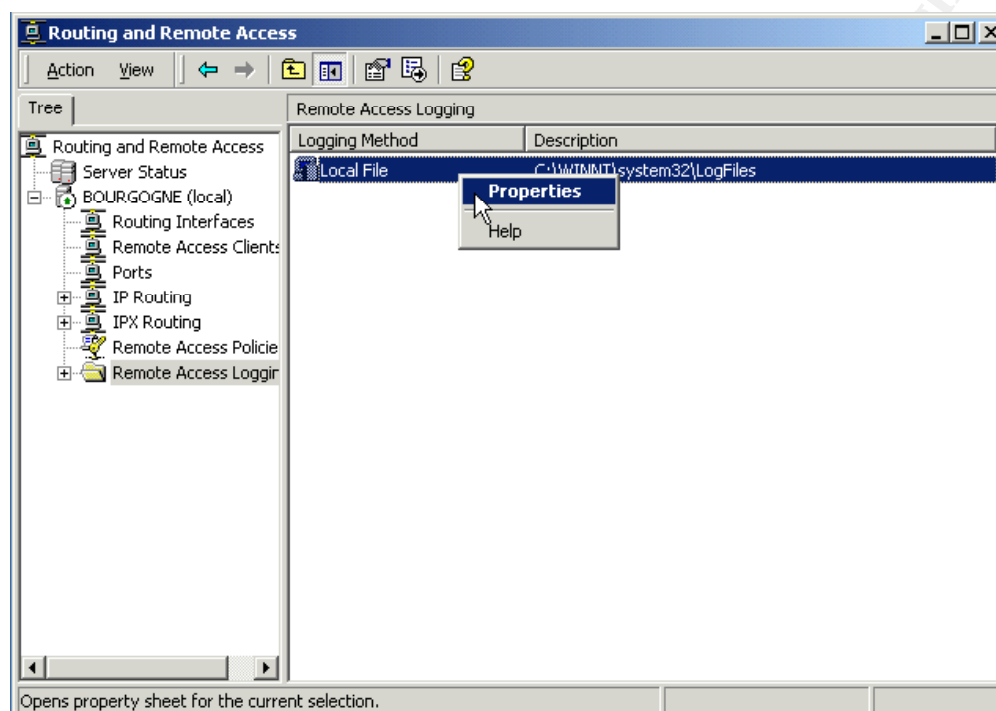 Routing and Remote Access
Action View
Tree
Remote Access Logging
Routing and Remote Access
Server Status
BOURGOGNE (local)
Routing Interfaces
Remote Access Clients
Ports
IP Routing
IPX Routing
Remote Access Policie
Remote Access Loggin
Logging Method Description
Local File C:\WINNT\system32\LogFiles
Properties
Help
Opens property sheet for the current selection.